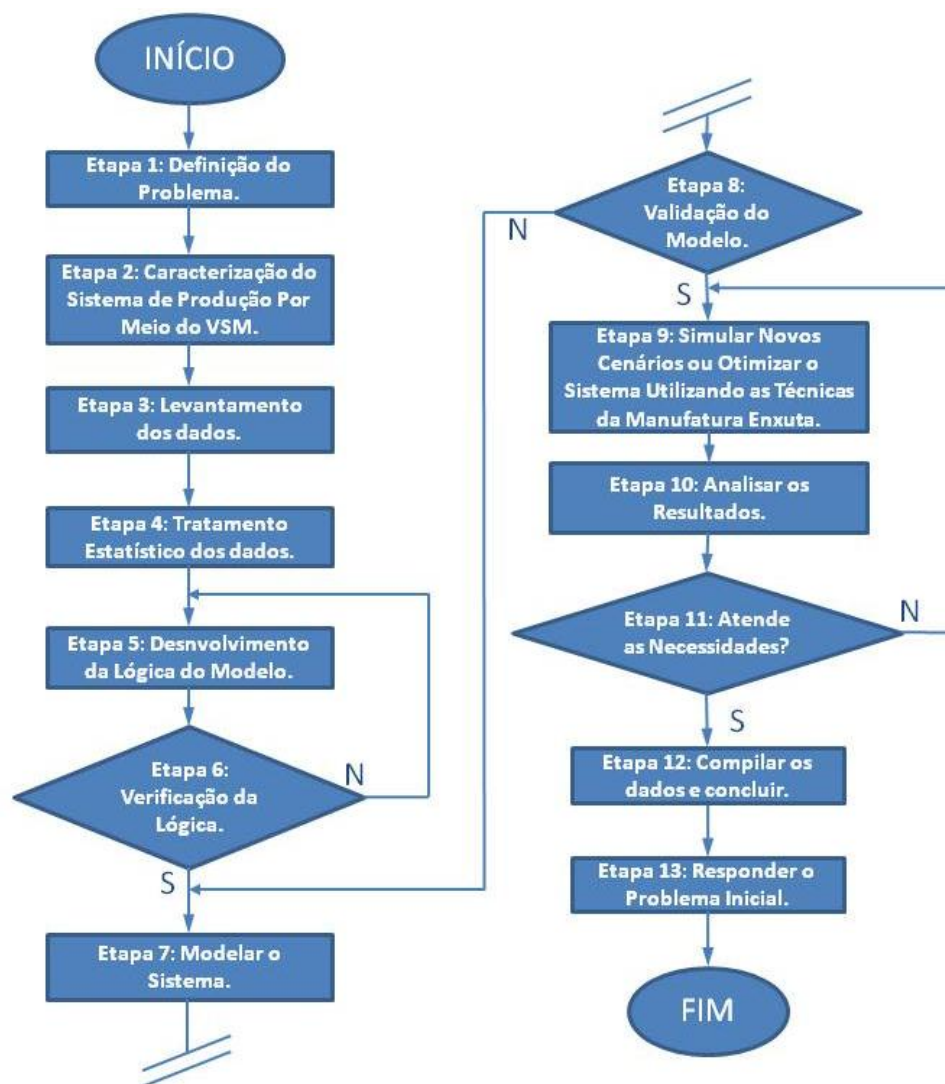 INÍCIO
Etapa 1: Definição do
Problema.
Etapa 2: Caracterização do
Sistema de Produção Por
Meio do VSM.
Etapa 3: Levantamento
dos dados.
Etapa 4: Tratamento
Estatístico dos dados.
Etapa 5: Desnvolvimento
da Lógica do Modelo.
Etapa 6:
Verificação da
Lógica.
N
S
Etapa 7: Modelar o
Sistema.
Etapa 8:
Validação do
Modelo.
N
S
Etapa 9: Simular Novos
Cenários ou Otimizar o
Sistema Utilizando as Técnicas
da Manufatura Enxuta.
Etapa 10: Analisar os
Resultados.
Etapa 11: Atende
as Necessidades?
N
S
Etapa 12: Compilar os
dados e concluir.
Etapa 13: Responder o
Problema Inicial.
FIM